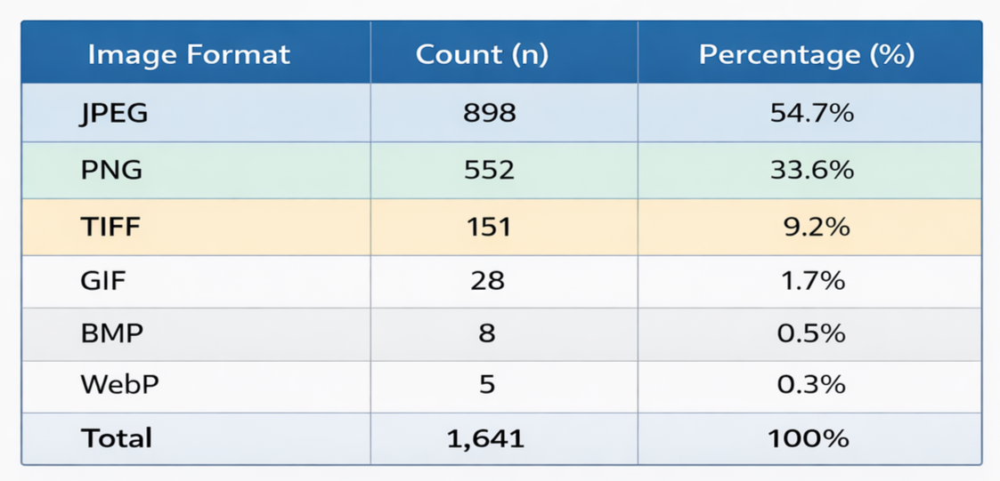 Image Format Count (n) Percentage (%)
JPEG 898 54.7%
PNG 552 33.6%
TIFF 151 9.2%
GIF 28 1.7%
BMP 8 0.5%
WebP 5 0.3%
Total 1,641 100%